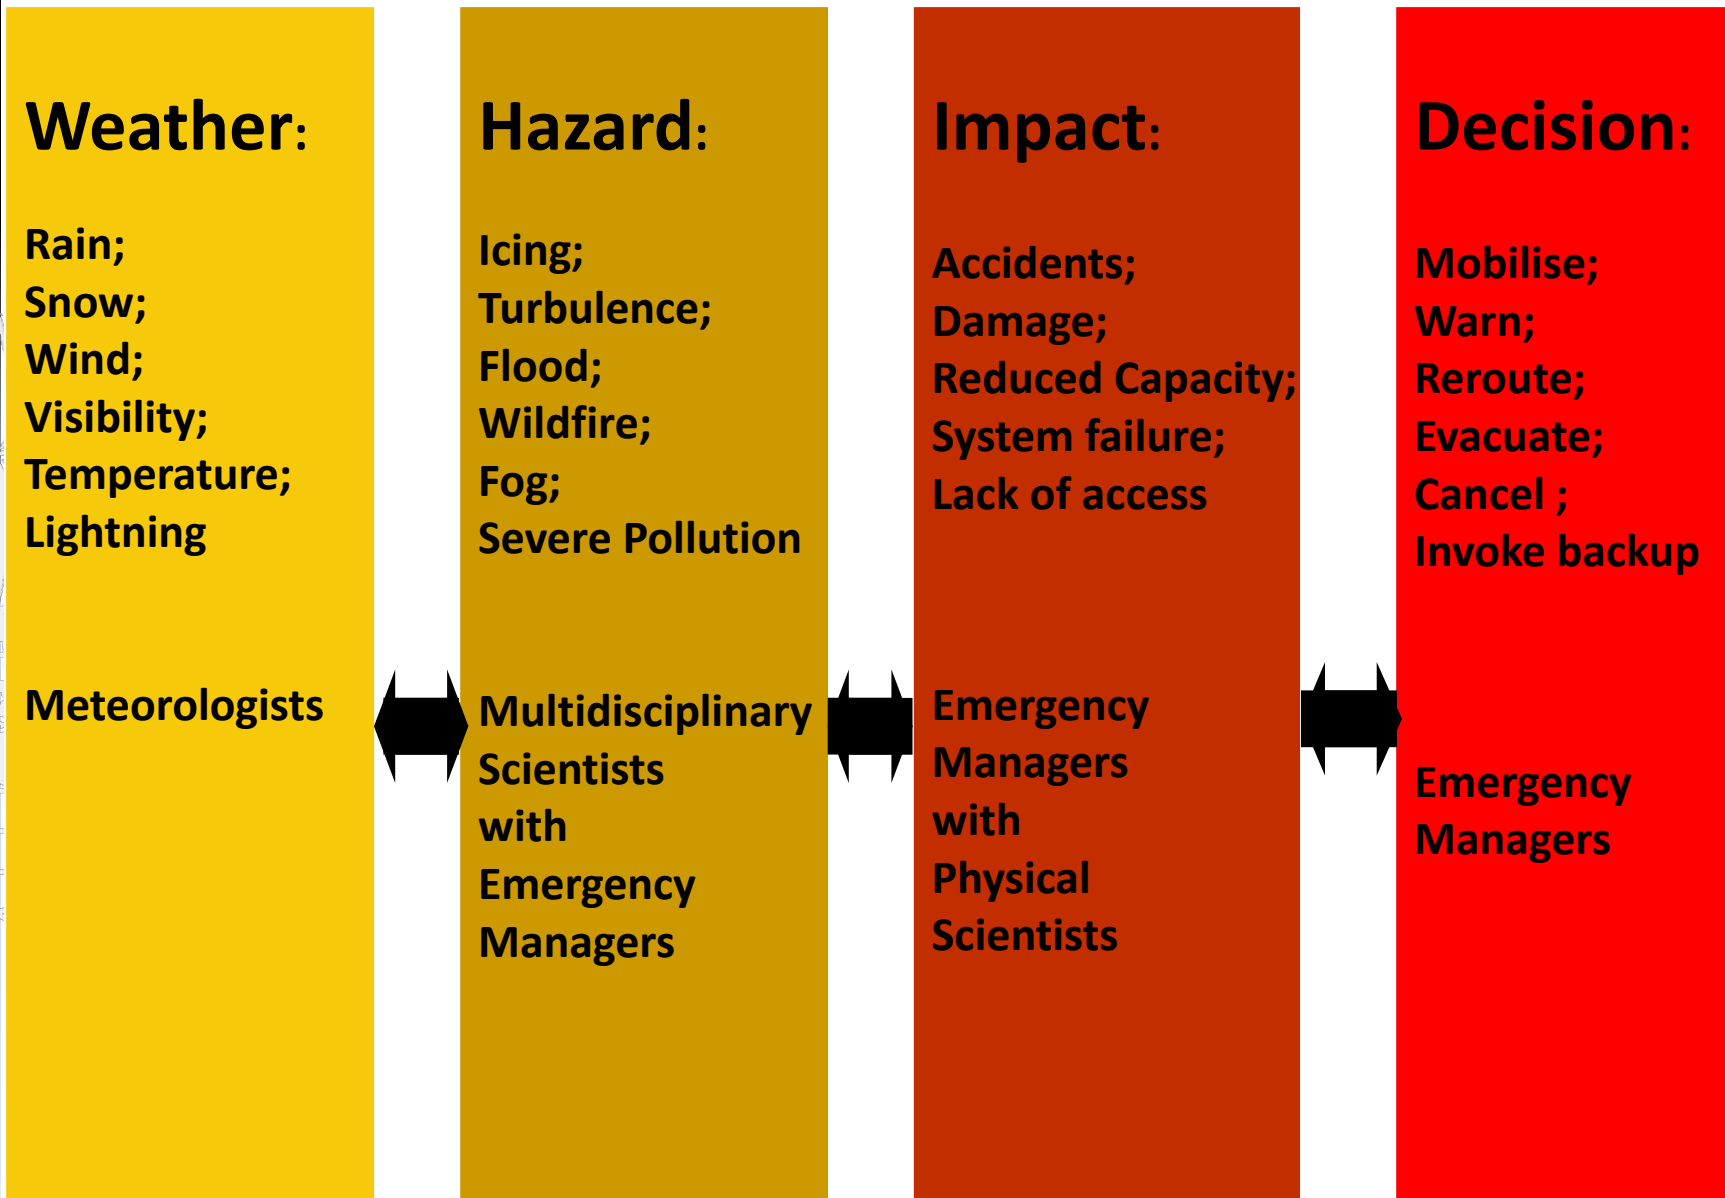 Weather:
Rain;
Snow;
Wind;
Visibility;
Temperature;
Lightning
Meteorologists
Hazard:
Icing;
Turbulence;
Flood;
Wildfire;
Fog;
Severe Pollution
Multidisciplinary
Scientists
with
Emergency
Managers
Impact:
Accidents;
Damage;
Reduced Capacity;
System failure;
Lack of access
Emergency
Managers
with
Physical
Scientists
Decision:
Mobilise;
Warn;
Reroute;
Evacuate;
Cancel ;
Invoke backup
Emergency
Managers